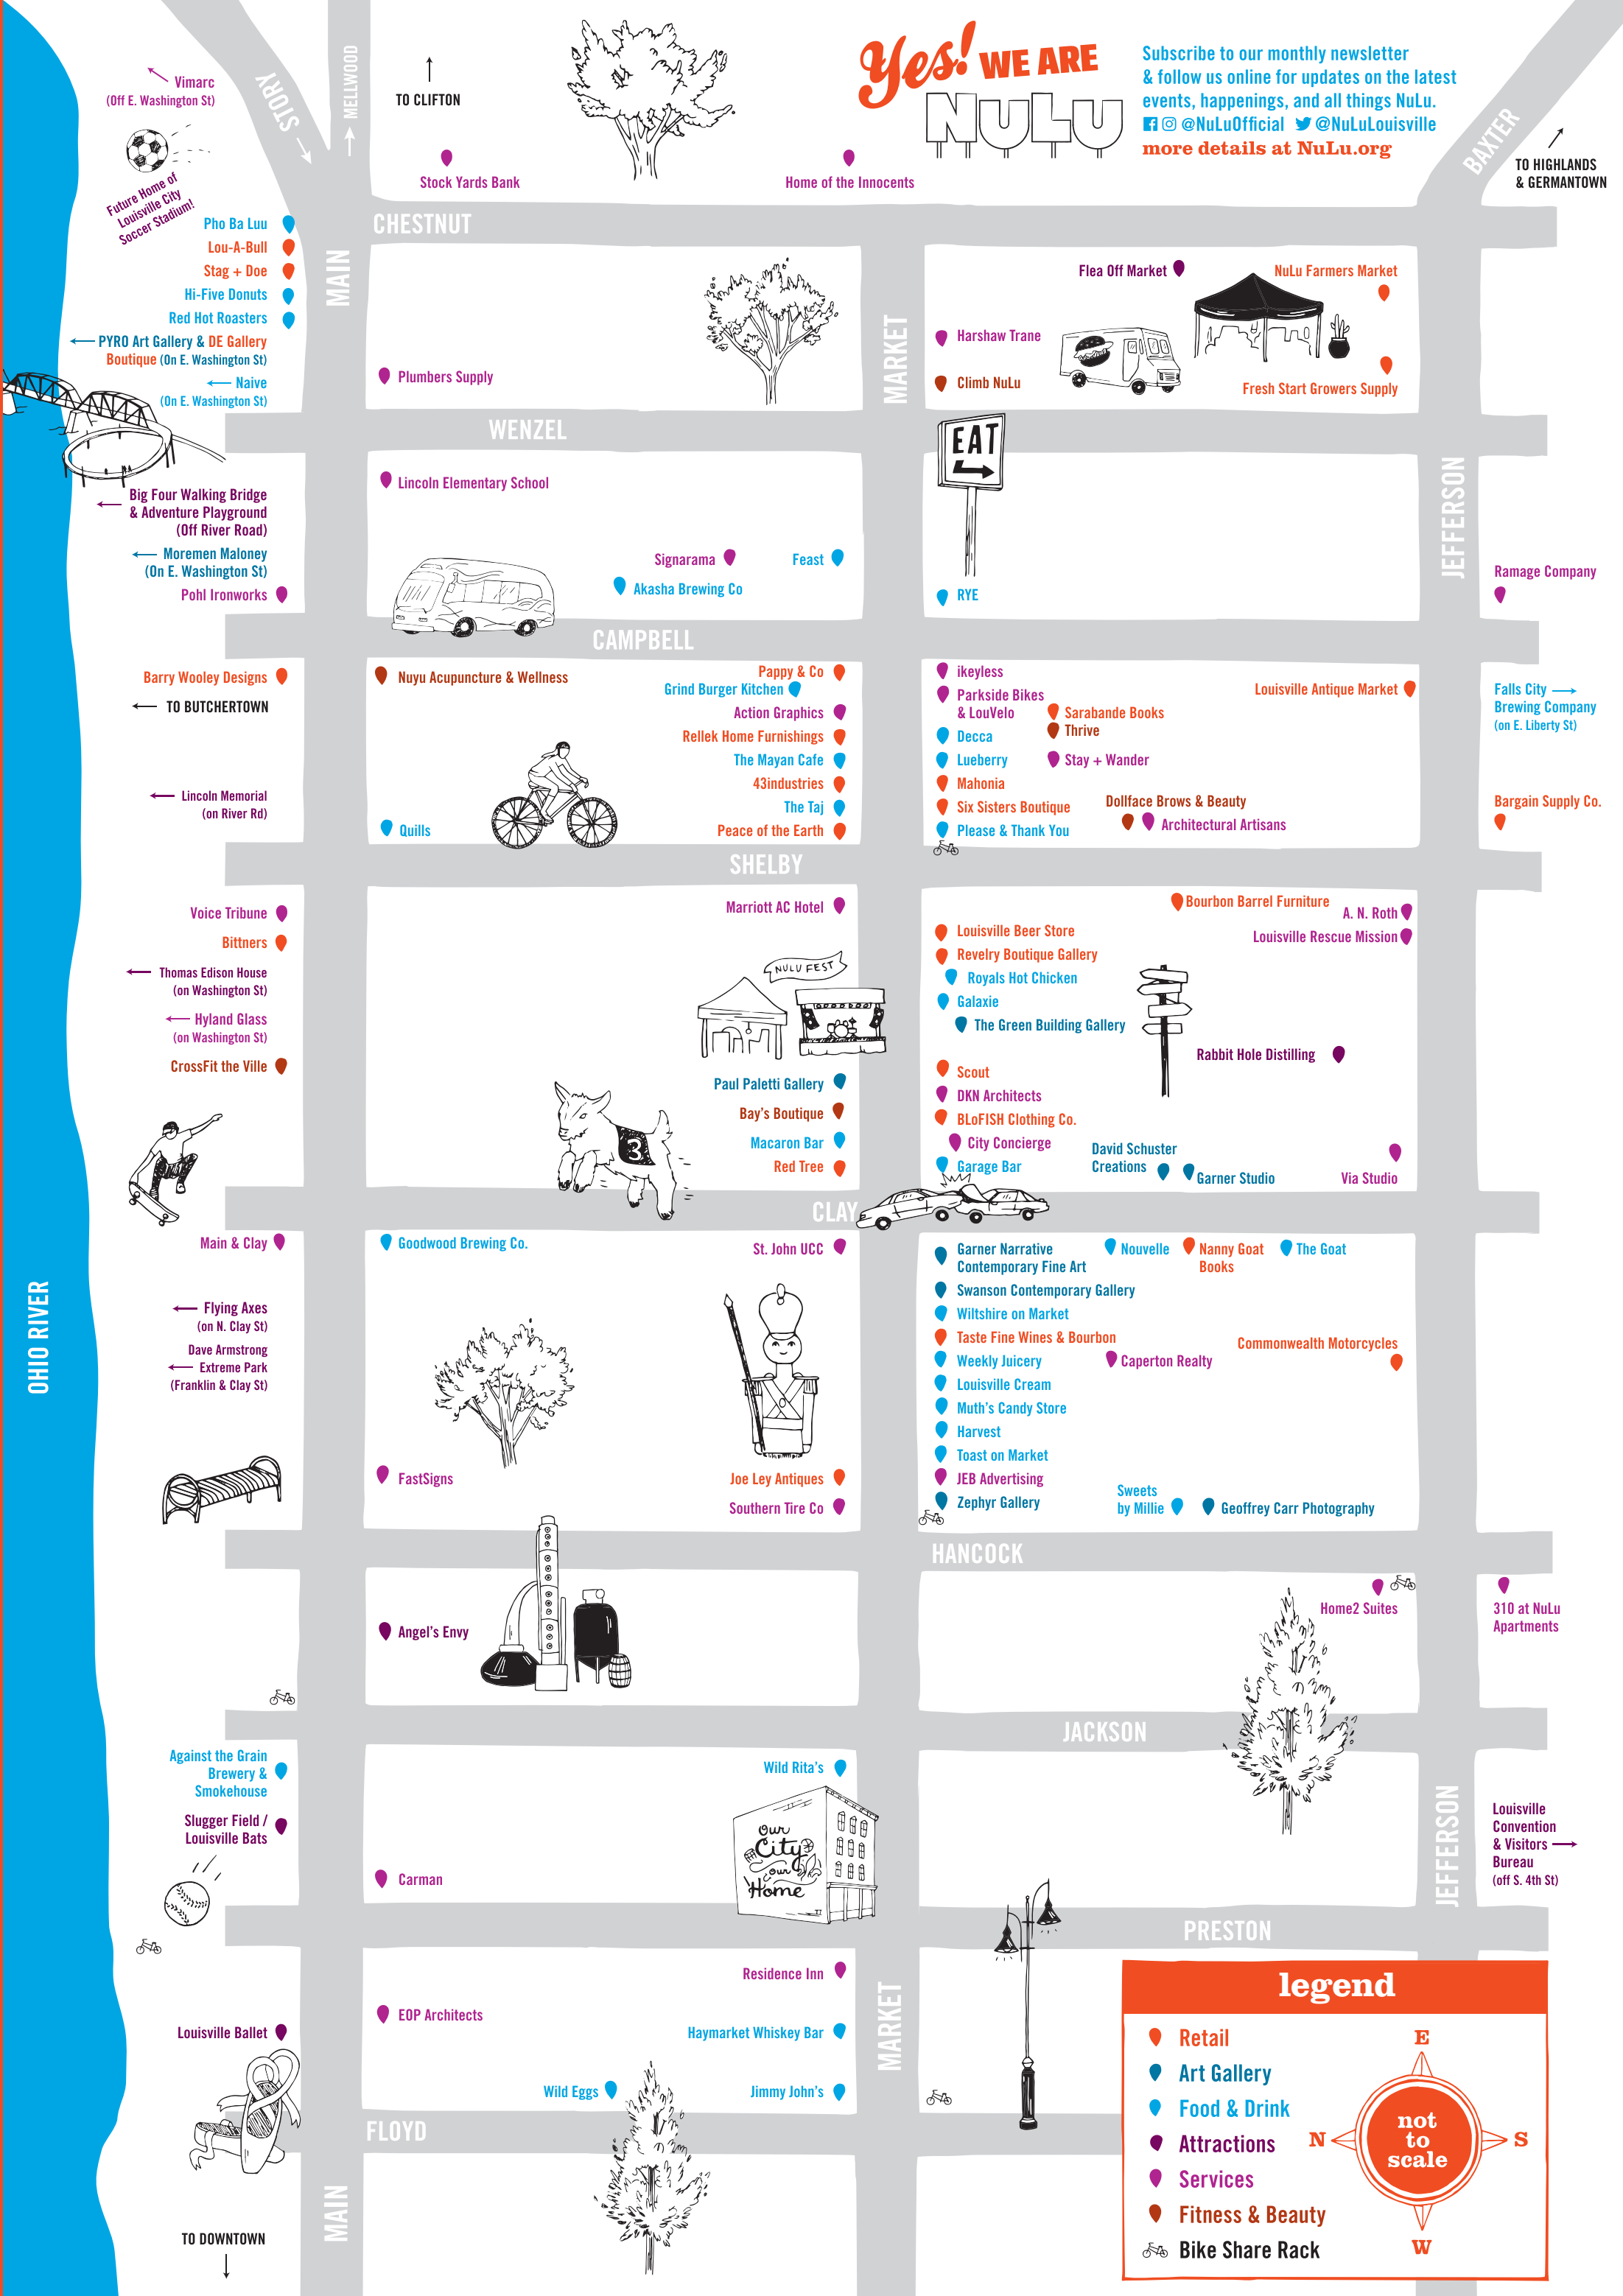 Yes! WE ARE
NULU
Subscribe to our monthly newsletter
& follow us online for updates on the latest
events, happenings, and all things NuLu.
@NuLuOfficial @NuLuLouisville
more details at NuLu.org
Vimarc
(Off E. Washington St)
STORY
MELLWOOD
TO CLIFTON
BAXTER
TO HIGHLANDS
& GERMANTOWN
Future Home of
Louisville City
Soccer Stadium!
Stock Yards Bank
Home of the Innocents
CHESTNUT
Pho Ba Luu
Lou-A-Bull
Stag + Doe
Hi-Five Donuts
Red Hot Roasters
PYRO Art Gallery & DE Gallery
Boutique (On E. Washington St)
Naive
(On E. Washington St)
MAIN
Plumbers Supply
MARKET
Flea Off Market
NuLu Farmers Market
Harshaw Trane
Climb NuLu
Fresh Start Growers Supply
WENZEL
EAT
Big Four Walking Bridge
& Adventure Playground
(Off River Road)
Moremen Maloney
(On E. Washington St)
Pohl Ironworks
Lincoln Elementary School
Signarama
Feast
Akasha Brewing Co
RYE
JEFFERSON
Ramage Company
CAMPBELL
Barry Wooley Designs
TO BUTCHERTOWN
Lincoln Memorial
(on River Rd)
Nuyu Acupuncture & Wellness
Quills
Pappy & Co
Grind Burger Kitchen
Action Graphics
Rellek Home Furnishings
The Mayan Cafe
43industries
The Taj
Peace of the Earth
ikeyless
Parkside Bikes
& LouVelo
Decca
Lueberry
Mahonia
Six Sisters Boutique
Please & Thank You
Sarabande Books
Thrive
Stay + Wander
Dollface Brows & Beauty
Architectural Artisans
Louisville Antique Market
Falls City
Brewing Company
(on E. Liberty St)
Bargain Supply Co.
SHELBY
Voice Tribune
Bittners
Thomas Edison House
(on Washington St)
Hyland Glass
(on Washington St)
CrossFit the Ville
Marriott AC Hotel
NULU FEST
Paul Paletti Gallery
Bay's Boutique
Macaron Bar
Red Tree
3
Louisville Beer Store
Revelry Boutique Gallery
Royals Hot Chicken
Galaxie
The Green Building Gallery
Scout
DKN Architects
BLoFISH Clothing Co.
City Concierge
Garage Bar
Bourbon Barrel Furniture
A. N. Roth
Louisville Rescue Mission
Rabbit Hole Distilling
David Schuster
Creations
Garner Studio
Via Studio
CLAY
OHIO RIVER
Main & Clay
Flying Axes
(on N. Clay St)
Dave Armstrong
Extreme Park
(Franklin & Clay St)
Goodwood Brewing Co.
St. John UCC
FastSigns
Joe Ley Antiques
Southern Tire Co
Garner Narrative
Contemporary Fine Art
Swanson Contemporary Gallery
Wiltshire on Market
Taste Fine Wines & Bourbon
Weekly Juicery
Louisville Cream
Muth's Candy Store
Harvest
Toast on Market
JEB Advertising
Zephyr Gallery
Nouvelle
Nanny Goat
Books
The Goat
Commonwealth Motorcycles
Caperton Realty
Sweets
by Millie
Geoffrey Carr Photography
HANCOCK
Angel's Envy
Home2 Suites
310 at NuLu
Apartments
JACKSON
Against the Grain
Brewery &
Smokehouse
Slugger Field /
Louisville Bats
Wild Rita's
Our
City
our
Home
Carman
JEFFERSON
Louisville
Convention
& Visitors
Bureau
(off S. 4th St)
PRESTON
Residence Inn
EOP Architects
Louisville Ballet
Haymarket Whiskey Bar
Wild Eggs
Jimmy John's
MARKET
FLOYD
MAIN
TO DOWNTOWN
legend
Retail
Art Gallery
Food & Drink
Attractions
Services
Fitness & Beauty
Bike Share Rack
E
N
not
to
scale
S
W